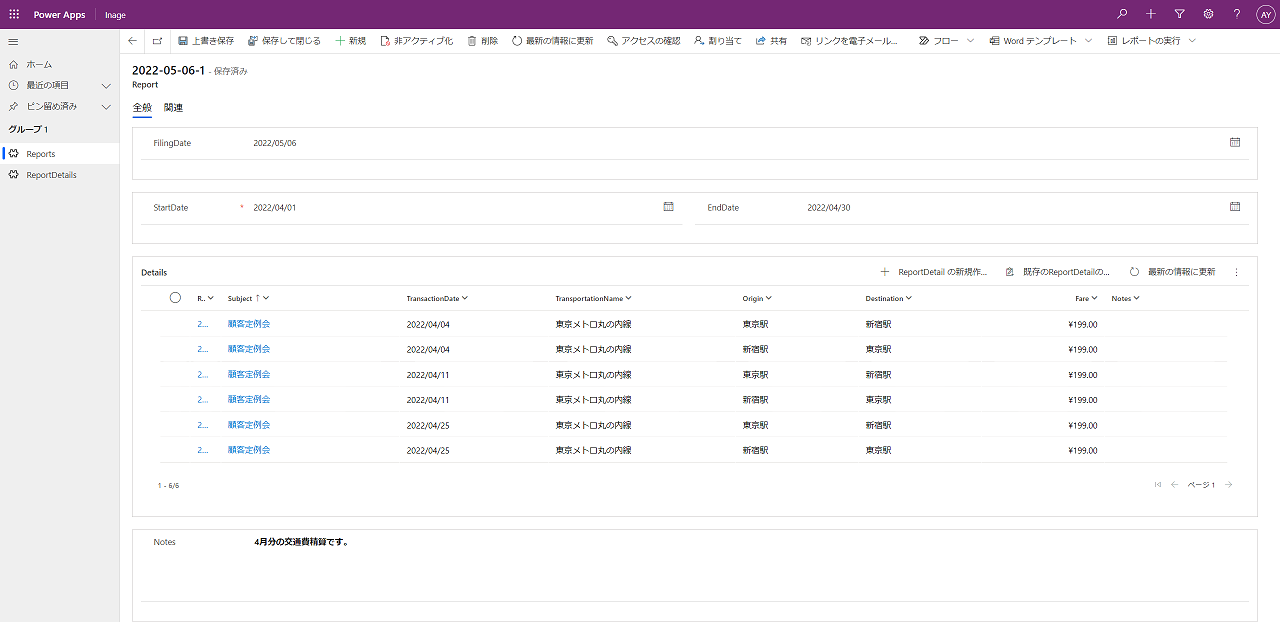 Power Apps Inage AY
上書き保存 保存して閉じる 新規 非アクティブ化 削除 最新の情報に更新 アクセスの確認 割り当て 共有 リンクを電子メール... フロー Word テンプレート レポートの実行
ホーム
最近の項目
ピン留め済み
グループ 1
Reports
ReportDetails
2022-05-06-1 - 保存済み
Report
全般 関連
FilingDate 2022/05/06
StartDate * 2022/04/01 EndDate 2022/04/30
Details ReportDetail の新規作... 既存のReportDetailの... 最新の情報に更新
R.. Subject ↑ TransactionDate TransportationName Origin Destination Fare Notes
2... 顧客定例会 2022/04/04 東京メトロ丸の内線 東京駅 新宿駅 ¥199.00
2... 顧客定例会 2022/04/04 東京メトロ丸の内線 新宿駅 東京駅 ¥199.00
2... 顧客定例会 2022/04/11 東京メトロ丸の内線 東京駅 新宿駅 ¥199.00
2... 顧客定例会 2022/04/11 東京メトロ丸の内線 新宿駅 東京駅 ¥199.00
2... 顧客定例会 2022/04/25 東京メトロ丸の内線 東京駅 新宿駅 ¥199.00
2... 顧客定例会 2022/04/25 東京メトロ丸の内線 新宿駅 東京駅 ¥199.00
1 - 6/6 ページ 1
Notes 4月分の交通費精算です。